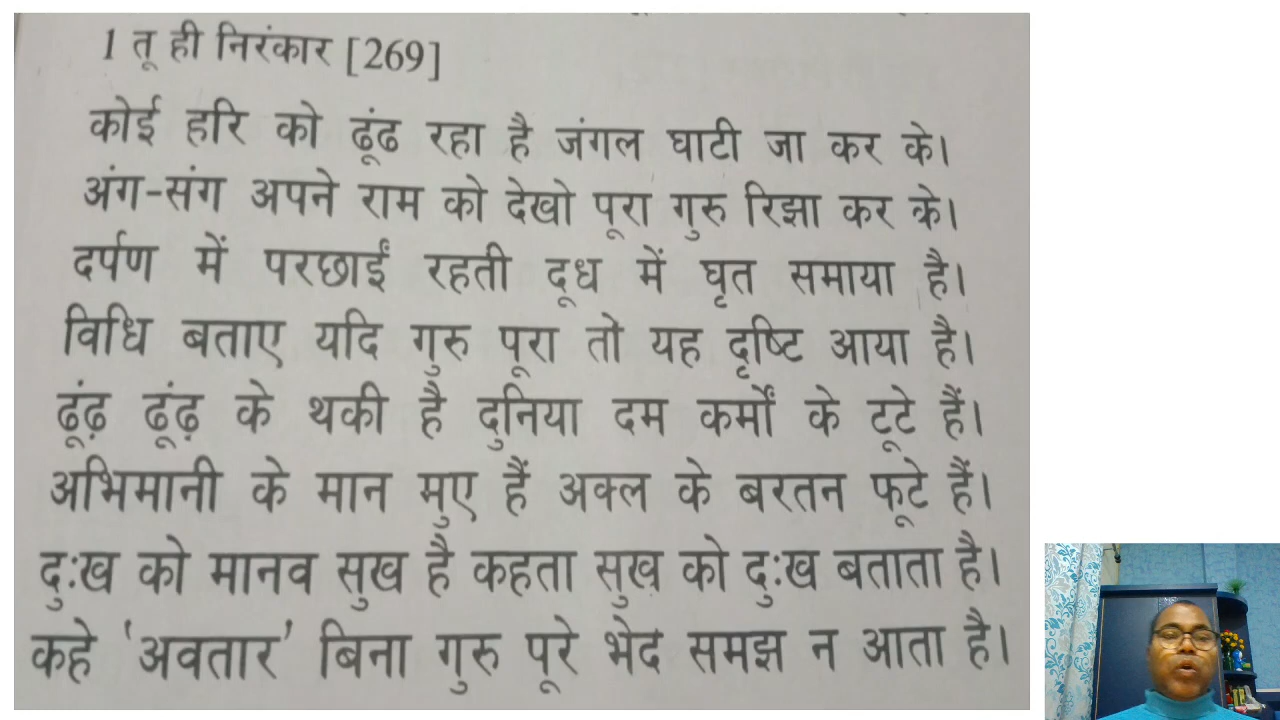 1 तू ही निरंकार [269]
कोई हरि को ढूंढ रहा है जंगल घाटी जा कर के।
अंग-संग अपने राम को देखो पूरा गुरु रिझा कर के।
दर्पण में परछाईं रहती दूध में घृत समाया है।
विधि बताए यदि गुरु पूरा तो यह दृष्टि आया है।
ढूंढ़ ढूंढ़ के थकी है दुनिया दम कर्मों के टूटे हैं।
अभिमानी के मान मुए हैं अक्ल के बरतन फूटे हैं।
दुःख को मानव सुख है कहता सुख को दुःख बताता है।
कहे 'अवतार' बिना गुरु पूरे भेद समझ न आता है।